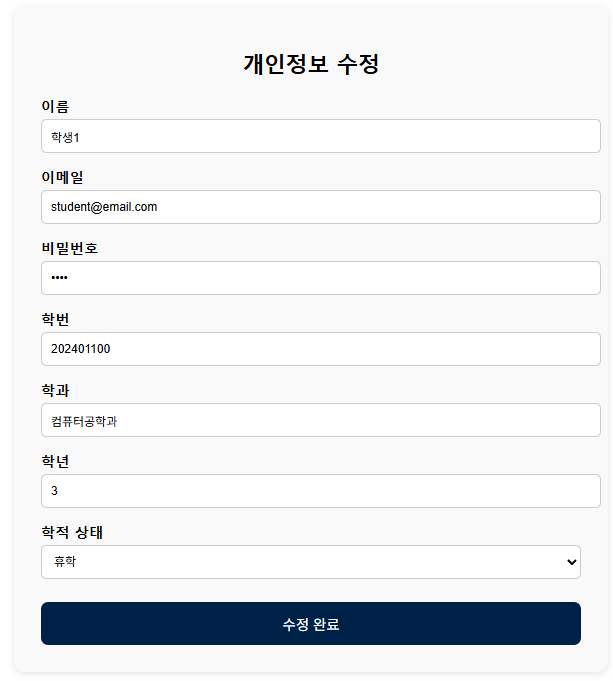 개인정보 수정
이름
학생1
이메일
student@email.com
비밀번호
••••
학번
202401100
학과
컴퓨터공학과
학년
3
학적 상태
휴학
수정 완료